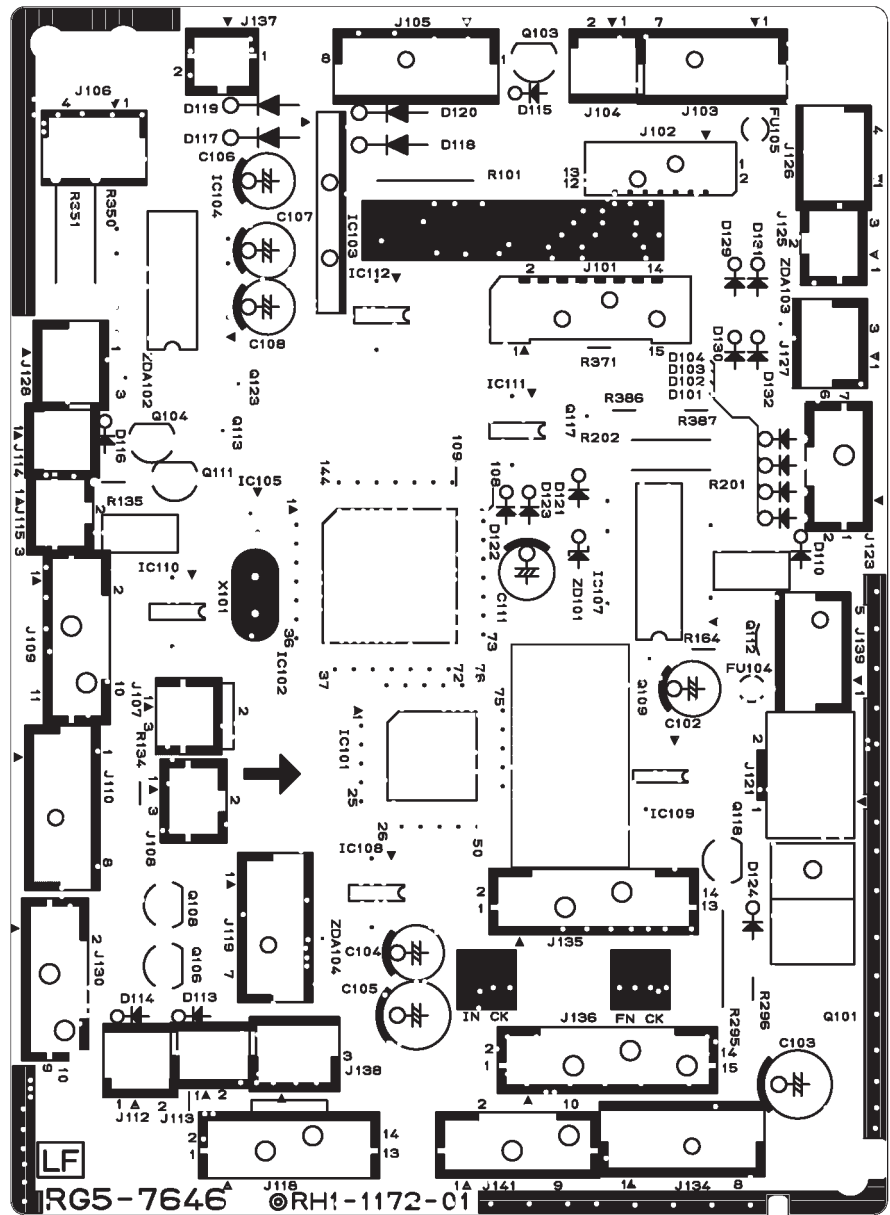 J137
1
2
J105
8
1
Q103
D115
2 1
J104
7 1
J103
J106
4 1
R351
R350
D119
D117
D120
D118
C106
IC104
C107
C108
IC103
R101
J102
13
12
1
2
FU105
J126
4
1
J125
2
3
1
D129
D131
ZDA103
IC112
2 J101 14
1
15
R371
D130
D132
J127
3
1
D104
D103
D102
D101
J128
1
3
ZDA102
Q123
IC111
Q117
R386
R387
R202
6
7
Q104
D116
Q113
J114
1
Q111
IC105
144
109
108
D121
D123
D122
R201
J115
1
3
R135
1
2
1
J123
D110
IC110
X101
C111
ZD101
IC107
J109
1
2
11
10
36
IC102
73
37
72
76
R164
Q112
FU104
J139
5
1
J107
1
3
2
R134
75
Q109
C102
IC101
1
25
J121
2
1
J110
1
8
J108
1
3
2
26
50
IC109
Q118
IC108
D124
Q108
Q106
J119
1
7
ZDA104
2
1
14
13
J135
J130
2
9
10
C104
C105
IN CK
FN CK
R295
R296
Q101
D114
D113
J136
2
1
14
15
C103
3
J138
1 2
J112
J113
1 2
2
1
14
13
J118
2
10
1
J141
9
1
J134
8
LF
RG5-7646
©RH1-1172-01